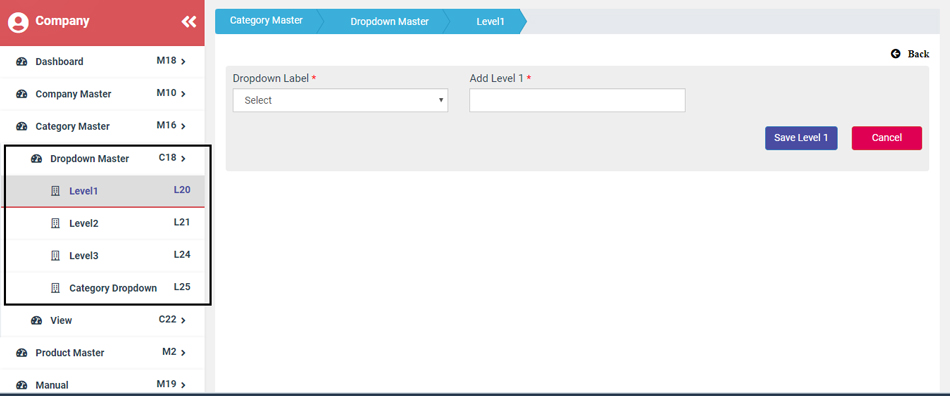 Company
Dashboard M18
Company Master M10
Category Master M16
Dropdown Master C18
Level1 L20
Level2 L21
Level3 L24
Category Dropdown L25
View C22
Product Master M2
Manual M19
Category Master Dropdown Master Level1
Back
Dropdown Label * Add Level 1 *
Select
Save Level 1 Cancel